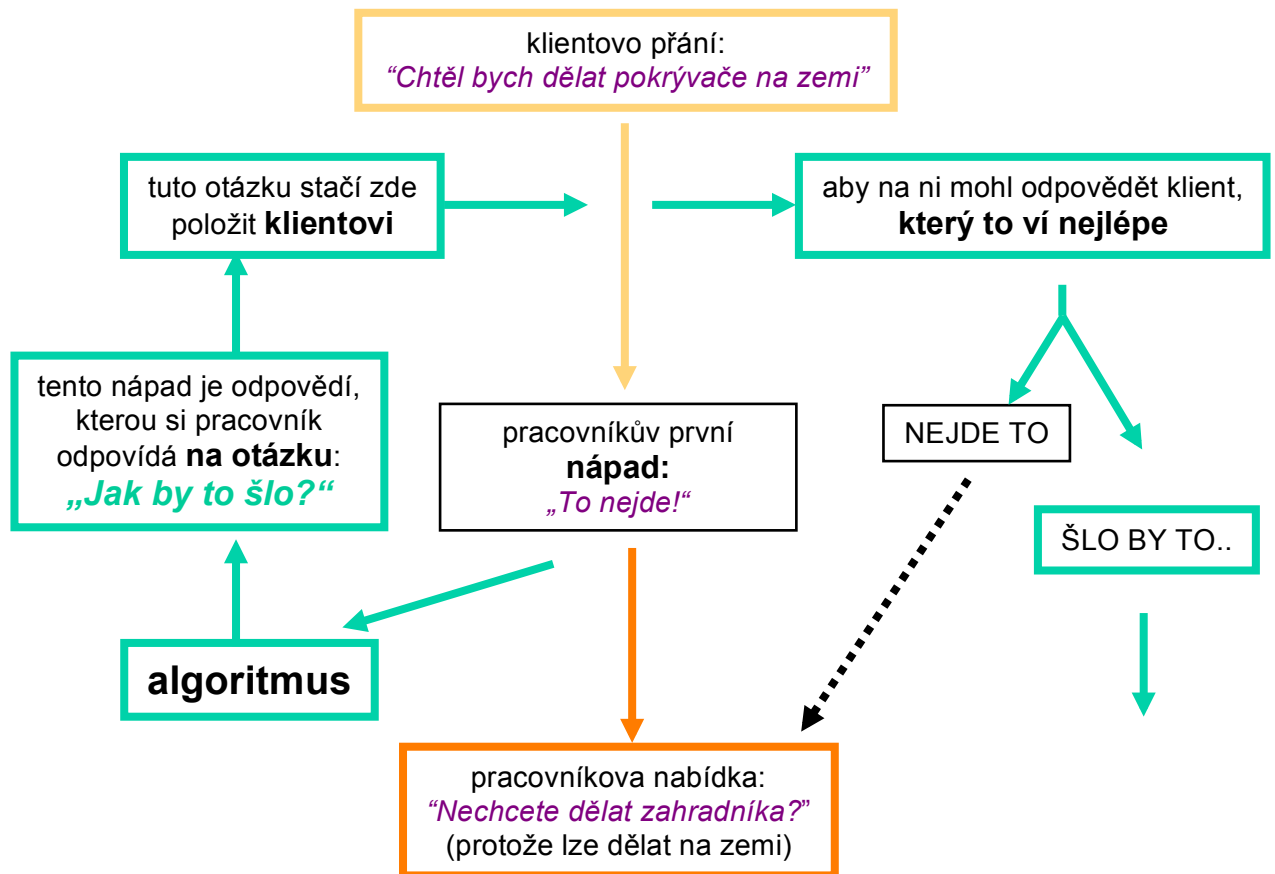 klientovo přání:
“Chtěl bych dělat pokrývače na zemi”
tuto otázku stačí zde
položit klientovi
aby na ni mohl odpovědět klient,
který to ví nejlépe
tento nápad je odpovědí,
kterou si pracovník
odpovídá na otázku:
„Jak by to šlo?“
pracovníkův první
nápad:
„To nejde!“
NEJDE TO
ŠLO BY TO..
algoritmus
pracovníkova nabídka:
“Nechcete dělat zahradníka?”
(protože lze dělat na zemi)